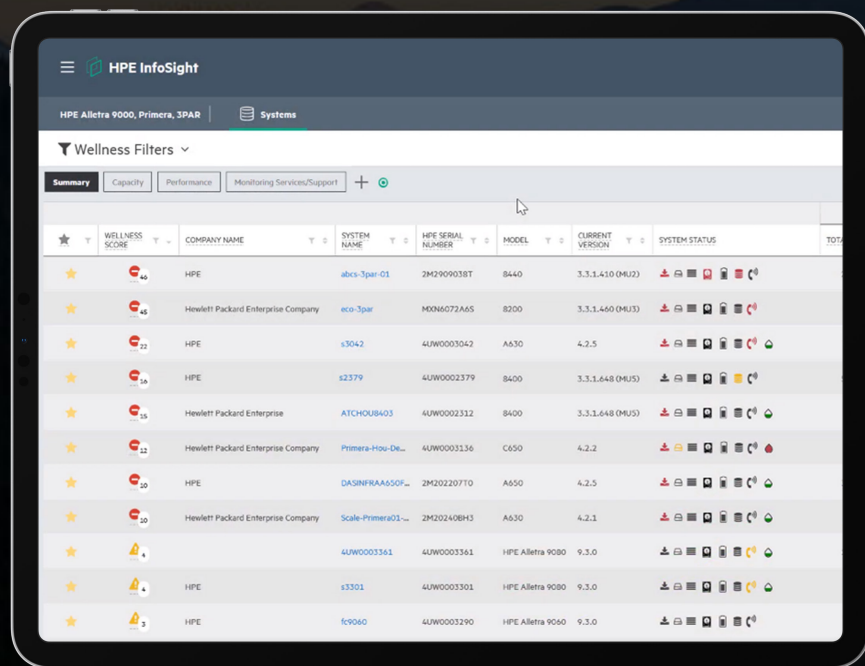 HPE InfoSight
HPE Alletra 9000, Primera, 3PAR Systems
Wellness Filters
Summary Capacity Performance Monitoring Services/Support
WELLNESS SCORE COMPANY NAME SYSTEM NAME HPE SERIAL NUMBER MODEL CURRENT VERSION SYSTEM STATUS TOTA
46 HPE abcs-3par-01 2M2909038T 8440 3.3.1.410 (MU2)
45 Hewlett Packard Enterprise Company eco-3par MXN6072A65 8200 3.3.1.460 (MU3)
22 HPE s3042 4UW0003042 A630 4.2.5
16 HPE s2379 4UW0002379 8400 3.3.1.648 (MU5)
15 Hewlett Packard Enterprise ATCHOU8403 4UW0002312 8400 3.3.1.648 (MU5)
12 Hewlett Packard Enterprise Company Primera-Hou-De... 4UW0003136 C650 4.2.2
10 HPE DASINFRAA650F... 2M202207T0 A650 4.2.5
10 Hewlett Packard Enterprise Company Scale-Primera01-... 2M20240BH3 A630 4.2.1
4 4UW0003361 4UW0003361 HPE Alletra 9080 9.3.0
4 HPE s3301 4UW0003301 HPE Alletra 9080 9.3.0
3 HPE fc9060 4UW0003290 HPE Alletra 9060 9.3.0